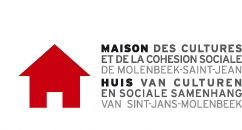 MAISON DES CULTURES
ET DE LA COHESION SOCIALE
DE MOLENBEEK-SAINT-JEAN
HUIS VAN CULTUREN
EN SOCIALE SAMENHANG
VAN SINT-JANS-MOLENBEEK